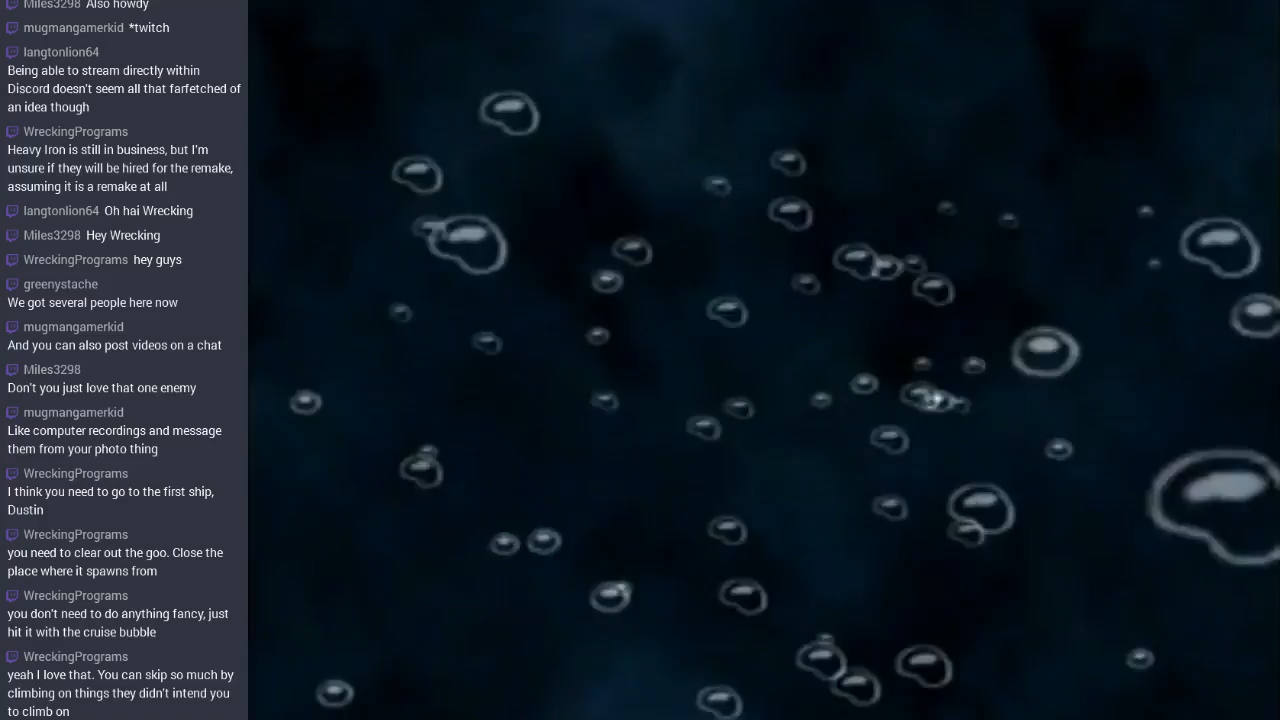 Miles3298 Also howdy
mugmangamerkid *twitch
langtonlion64
Being able to stream directly within
Discord doesn't seem all that farfetched of
an idea though
WreckingPrograms
Heavy Iron is still in business, but I'm
unsure if they will be hired for the remake,
assuming it is a remake at all
langtonlion64 Oh hai Wrecking
Miles3298 Hey Wrecking
WreckingPrograms hey guys
greenystache
We got several people here now
mugmangamerkid
And you can also post videos on a chat
Miles3298
Don't you just love that one enemy
mugmangamerkid
Like computer recordings and message
them from your photo thing
WreckingPrograms
I think you need to go to the first ship,
Dustin
WreckingPrograms
you need to clear out the goo. Close the
place where it spawns from
WreckingPrograms
you don't need to do anything fancy, just
hit it with the cruise bubble
WreckingPrograms
yeah I love that. You can skip so much by
climbing on things they didn't intend you
to climb on